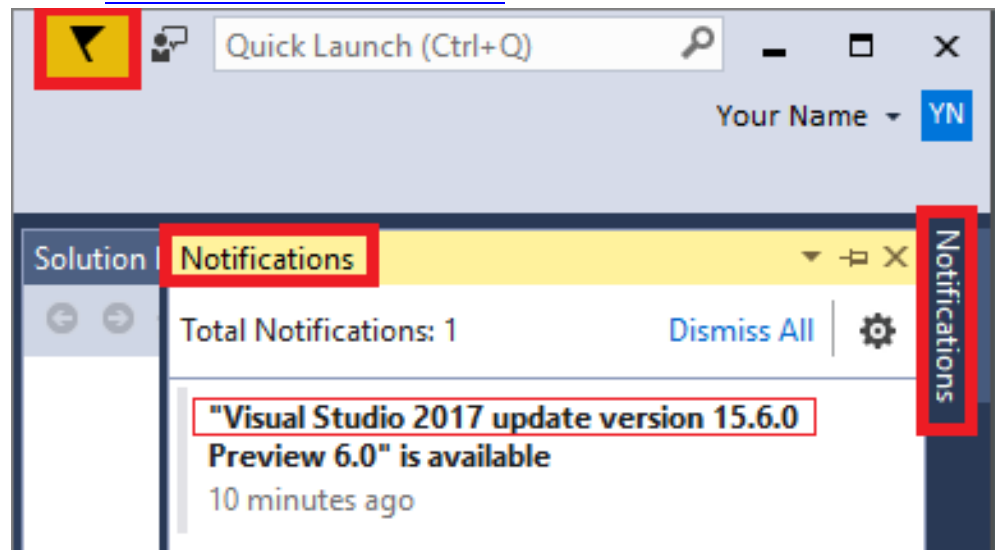 Quick Launch (Ctrl+Q)
Your Name
YN
Solution
Notifications
Notifications
Total Notifications: 1
Dismiss All
"Visual Studio 2017 update version 15.6.0
Preview 6.0" is available
10 minutes ago